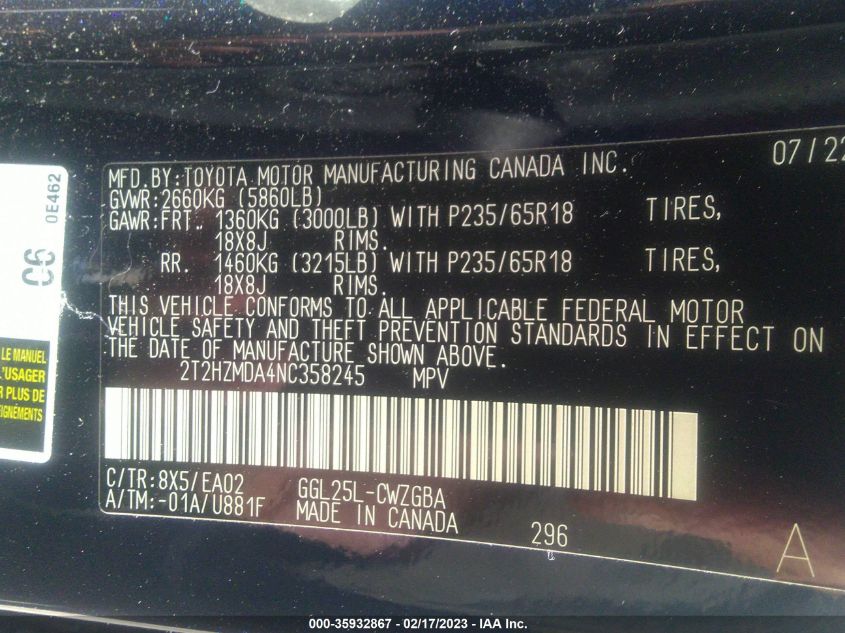 MFD.BY:TOYOTA MOTOR MANUFACTURING CANADA INC. 07/22
GVWR:2660KG (5860LB)
GAWR:FRT. 1360KG (3000LB) WITH P235/65R18 TIRES,
18X8J RIMS.
RR. 1460KG (3215LB) WITH P235/65R18 TIRES,
18X8J RIMS.
THIS VEHICLE CONFORMS TO ALL APPLICABLE FEDERAL MOTOR
VEHICLE SAFETY AND THEFT PREVENTION STANDARDS IN EFFECT ON
THE DATE OF MANUFACTURE SHOWN ABOVE.
2T2HZMDA4NC358245 MPV
C/TR:8X5/EA02 GGL25L-CWZGBA
A/TM:-01A/U881F MADE IN CANADA 296
A
0E462
C6
LE MANUEL
L'USAGER
R PLUS DE
EIGNÉMENTS
000-35932867 - 02/17/2023 - IAA Inc.